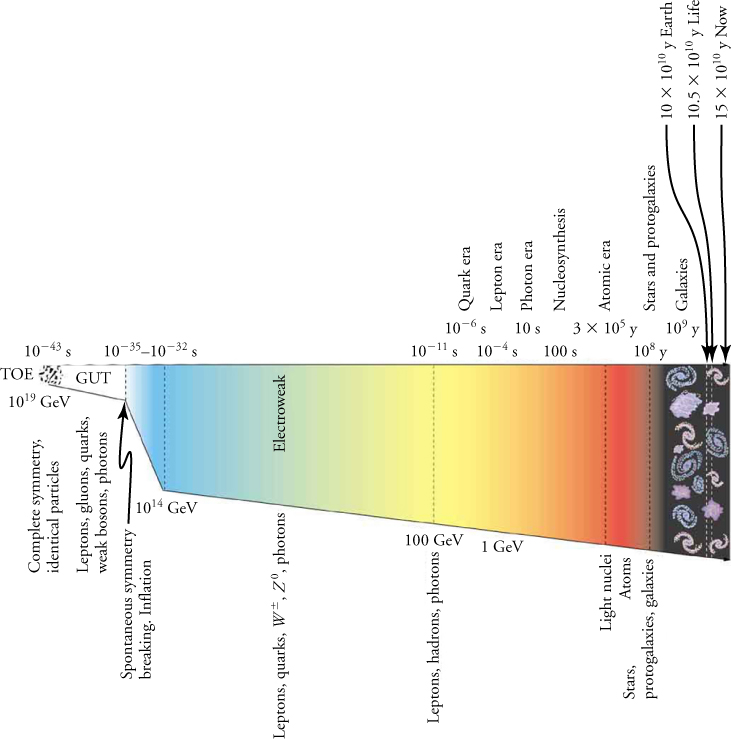 10 × 10¹⁰ y Earth
10.5 × 10¹⁰ y Life
15 × 10¹⁰ y Now
Quark era
Lepton era
Photon era
Nucleosynthesis
Atomic era
Stars and protogalaxies
Galaxies
10⁻⁶ s
10 s
3 × 10⁵ y
10⁹ y
10⁻⁴³ s
10⁻³⁵–10⁻³² s
10⁻¹¹ s
10⁻⁴ s
100 s
10⁸ y
TOE
GUT
10¹⁹ GeV
Electroweak
10¹⁴ GeV
100 GeV
1 GeV
Complete symmetry,
identical particles
Leptons, gluons, quarks,
weak bosons, photons
Spontaneous symmetry
breaking. Inflation
Leptons, quarks, W±, Z⁰, photons
Leptons, hadrons, photons
Light nuclei
Atoms
Stars,
protogalaxies, galaxies